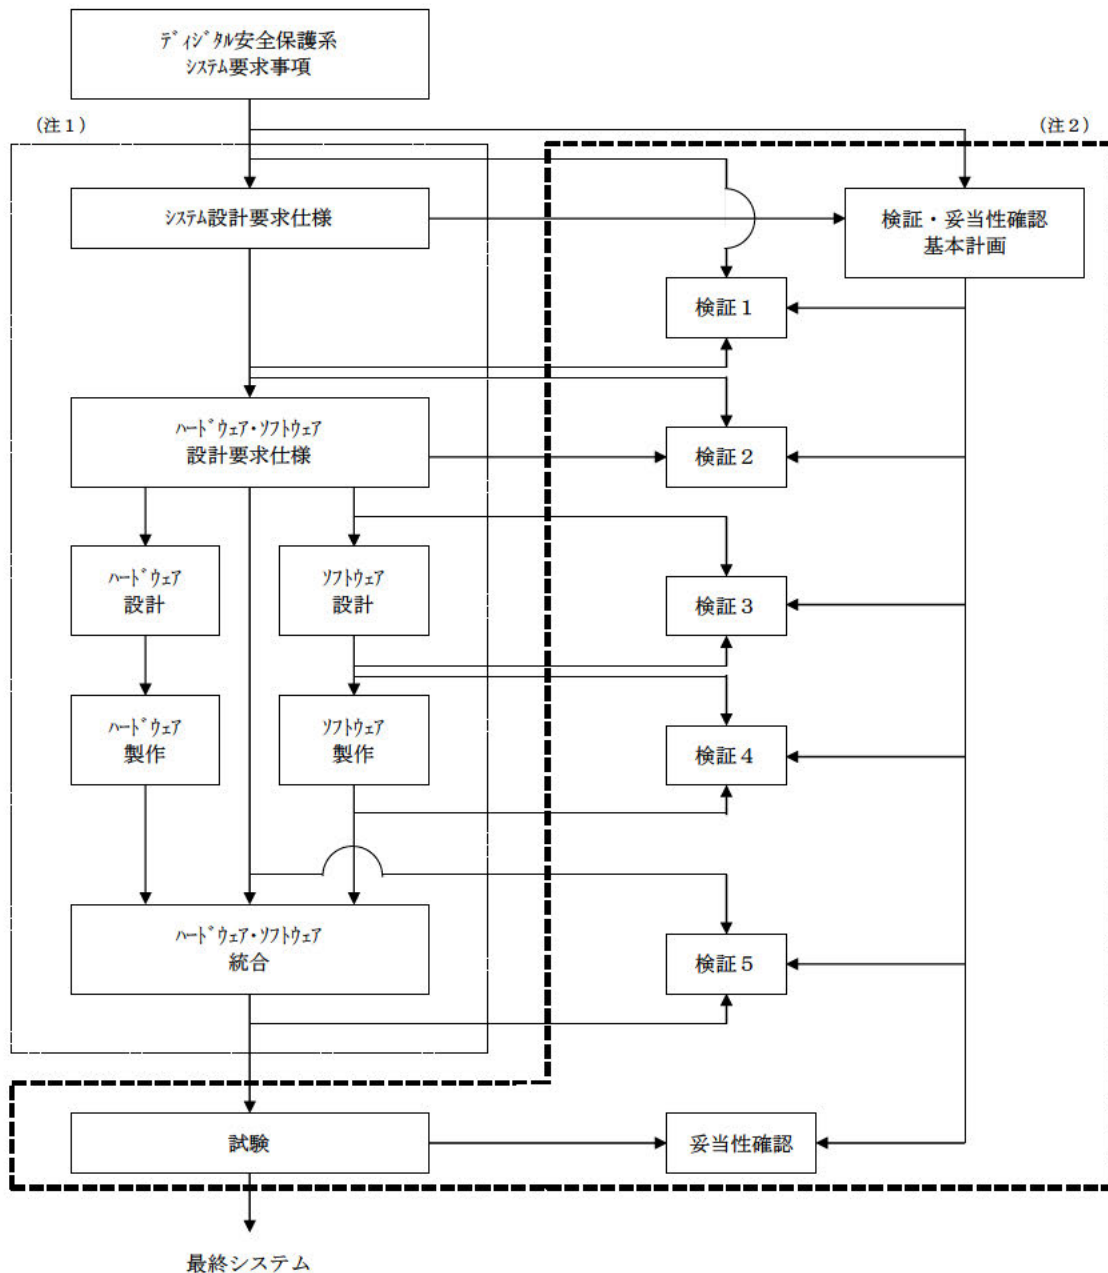 ﾃﾞｨｼﾞﾀﾙ安全保護系
ｼｽﾃﾑ要求事項
（注１）
（注２）
ｼｽﾃﾑ設計要求仕様
検証・妥当性確認
基本計画
検証１
ﾊｰﾄﾞｳｪｱ･ｿﾌﾄｳｪｱ
設計要求仕様
検証２
ﾊｰﾄﾞｳｪｱ
設計
ｿﾌﾄｳｪｱ
設計
検証３
ﾊｰﾄﾞｳｪｱ
製作
ｿﾌﾄｳｪｱ
製作
検証４
ﾊｰﾄﾞｳｪｱ･ｿﾌﾄｳｪｱ
統合
検証５
試験
妥当性確認
最終システム